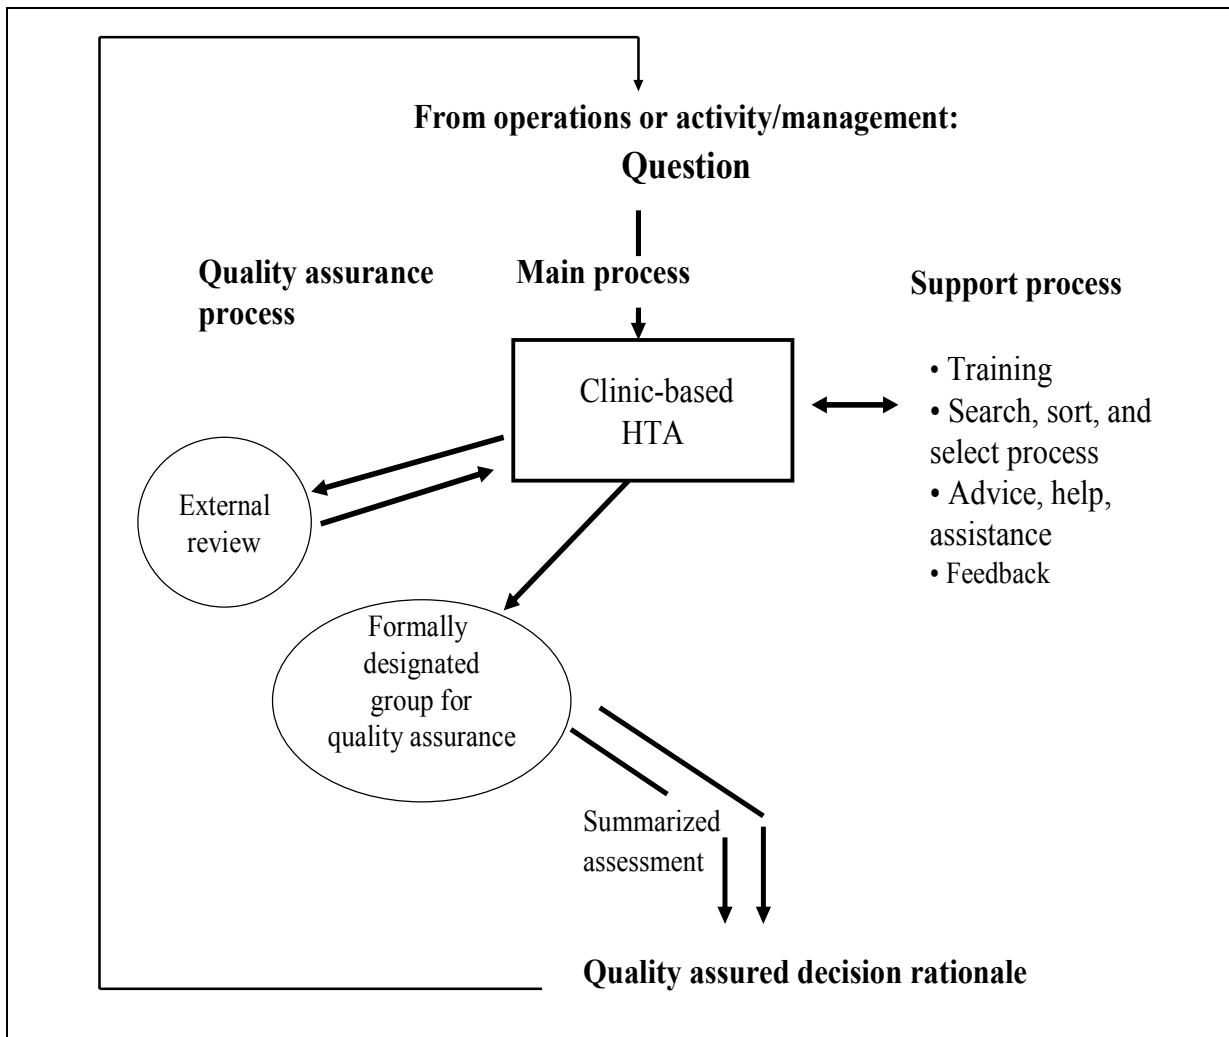 From operations or activity/management:
Question
Quality assurance
process
Main process
Support process
Clinic-based
HTA
• Training
• Search, sort, and
select process
• Advice, help,
assistance
• Feedback
External
review
Formally
designated
group for
quality assurance
Summarized
assessment
Quality assured decision rationale